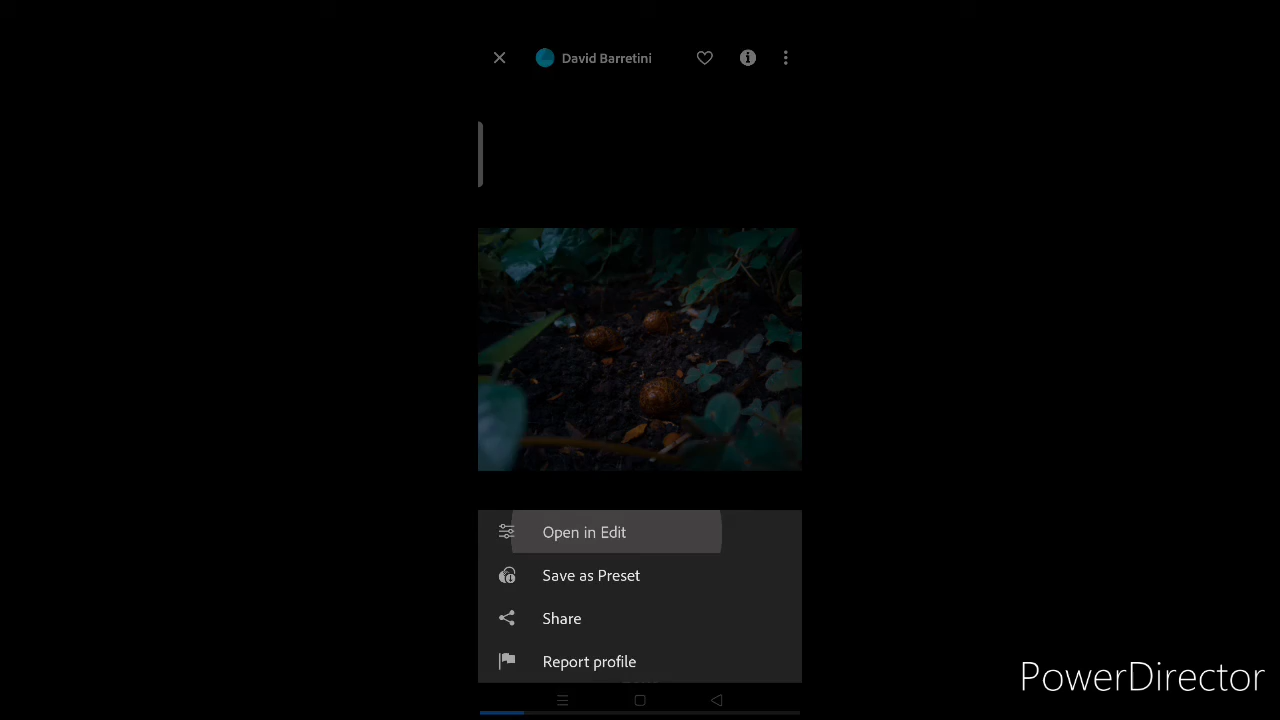 David Barretini
Open in Edit
Save as Preset
Share
Report profile
PowerDirector